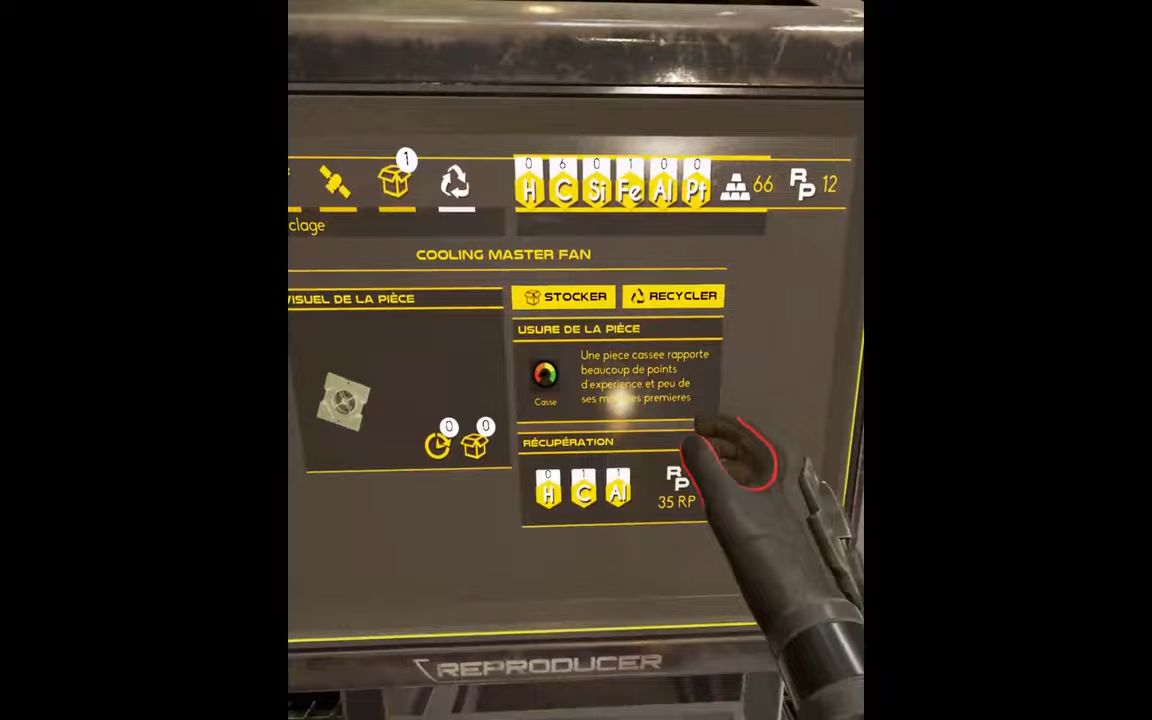 1
0 6 0 1 0 0
H C Si Fe Al Pt 66 RP 12
clage
COOLING MASTER FAN
VISUEL DE LA PIÈCE
STOCKER RECYCLER
USURE DE LA PIÈCE
Une piece cassee rapporte
beaucoup de points
d'experience et peu de
ses premieres
Casse
0 0
RÉCUPÉRATION
0 1 1
H C Al RP
35 RP
REPRODUCER